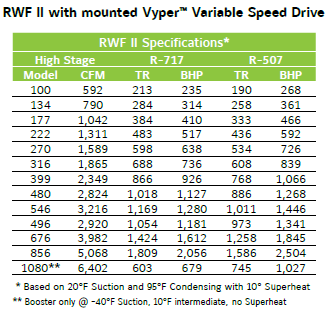 RWF II with mounted Vyper™ Variable Speed Drive
RWF II Specifications*
High Stage R-717 R-507
Model CFM TR BHP TR BHP
100 592 213 235 190 268
134 790 284 314 258 361
177 1,042 384 410 333 466
222 1,311 483 517 436 592
270 1,589 598 638 534 726
316 1,865 688 736 608 839
399 2,349 866 926 768 1,066
480 2,824 1,018 1,127 886 1,268
546 3,216 1,169 1,280 1,011 1,446
496 2,920 1,054 1,181 973 1,341
676 3,982 1,424 1,612 1,258 1,845
856 5,068 1,809 2,056 1,586 2,504
1080** 6,402 603 679 745 1,027
* Based on 20°F Suction and 95°F Condensing with 10° Superheat
** Booster only @ -40°F Suction, 10°F intermediate, no Superheat